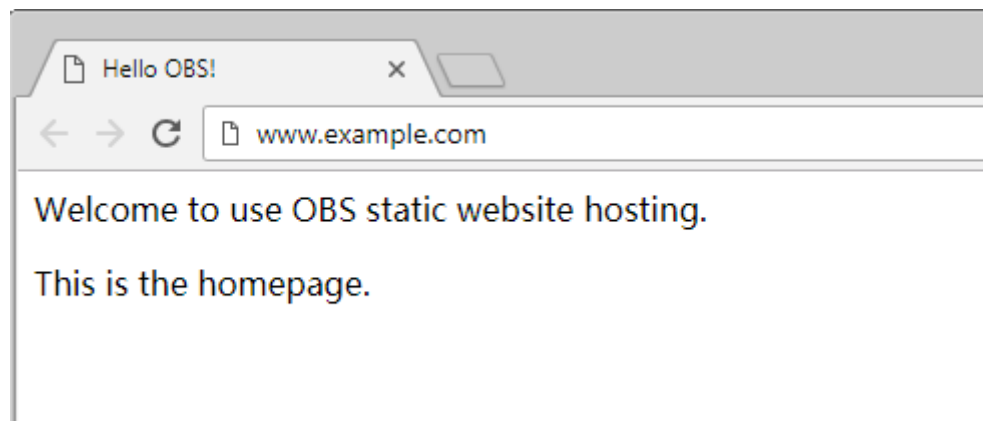 Hello OBS!
www.example.com
Welcome to use OBS static website hosting.
This is the homepage.